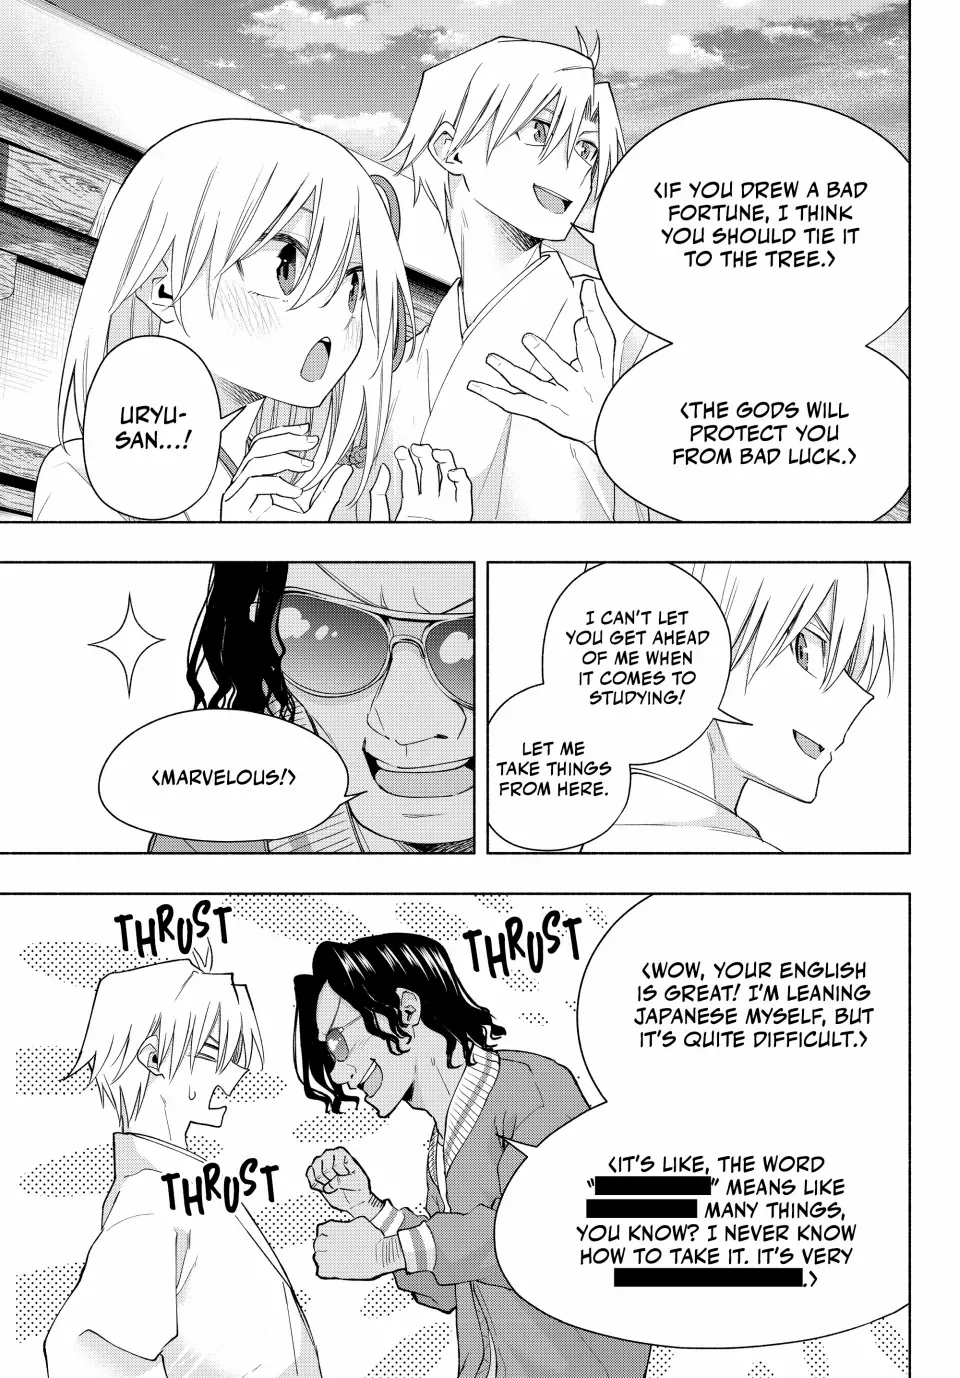 <IF YOU DREW A BAD
FORTUNE, I THINK
YOU SHOULD TIE IT
TO THE TREE.>
<THE GODS WILL
PROTECT YOU
FROM BAD LUCK.>
URYU-
SAN...!
I CAN'T LET
YOU GET AHEAD
OF ME WHEN
IT COMES TO
STUDYING!
LET ME
TAKE THINGS
FROM HERE.
<MARVELOUS!>
<WOW, YOUR ENGLISH
IS GREAT! I'M LEANING
JAPANESE MYSELF, BUT
IT'S QUITE DIFFICULT.>
THRUST
THRUST
THRUST
<IT'S LIKE, THE WORD
"" MEANS LIKE
MANY THINGS,
YOU KNOW? I NEVER KNOW
HOW TO TAKE IT. IT'S VERY
.>